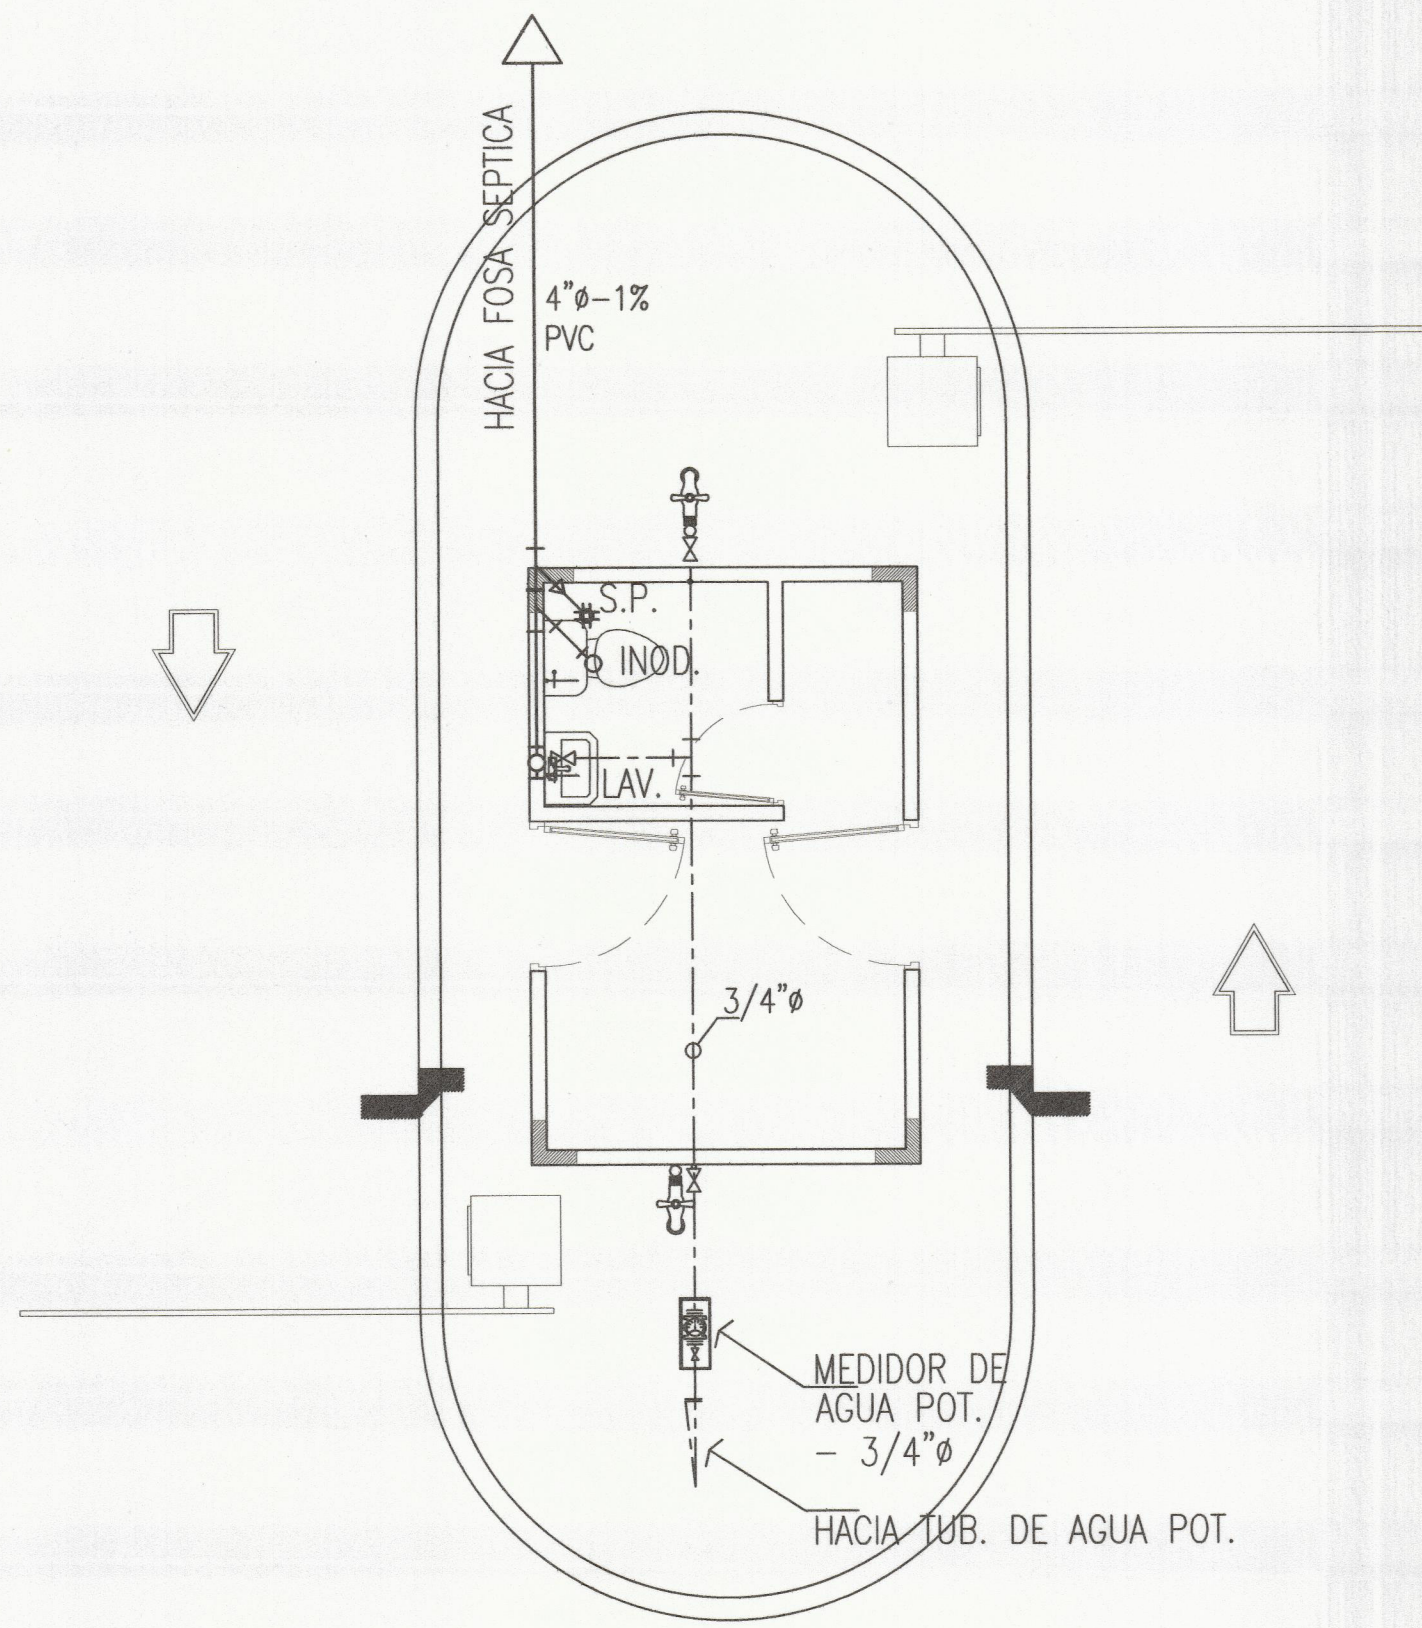 HACIA FOSA SEPTICA
4"ø-1%
PVC
S.P.
INOD.
LAV.
3/4"ø
MEDIDOR DE
AGUA POT.
- 3/4"ø
HACIA TUB. DE AGUA POT.